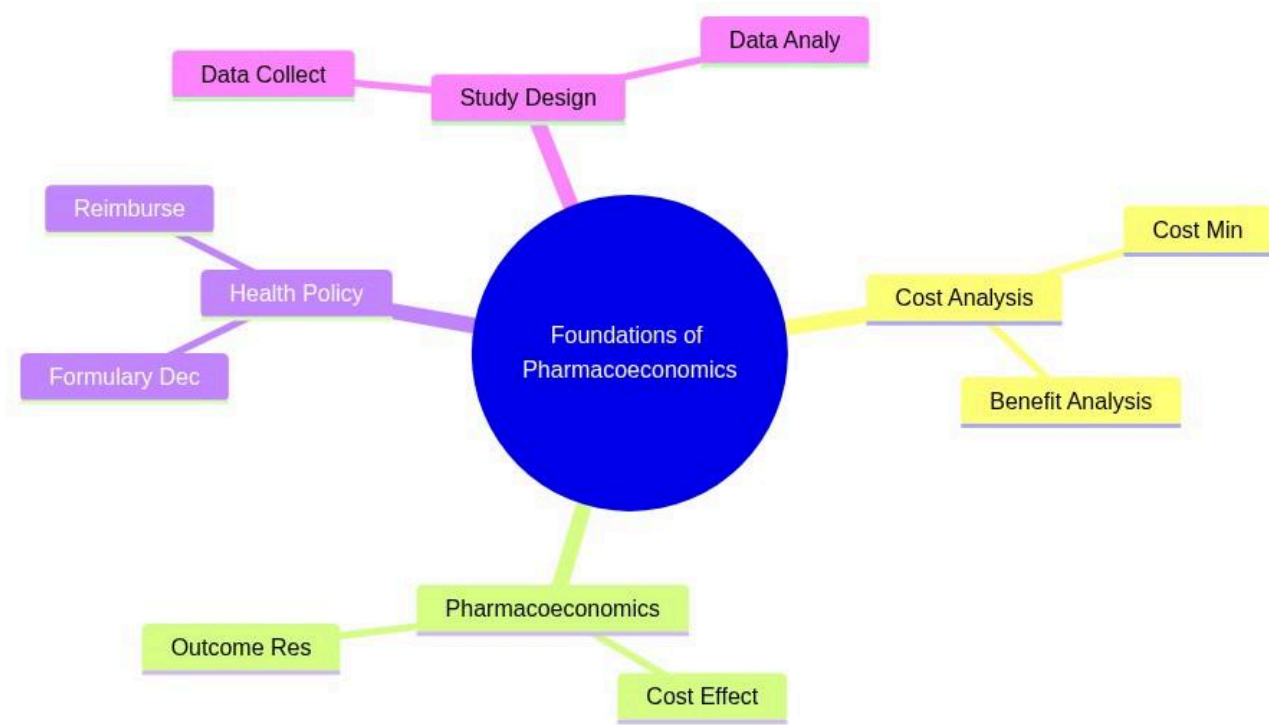 Data Analy
Data Collect
Study Design
Reimburse
Cost Min
Health Policy
Cost Analysis
Foundations of
Pharmacoeconomics
Formulary Dec
Benefit Analysis
Pharmacoeconomics
Outcome Res
Cost Effect